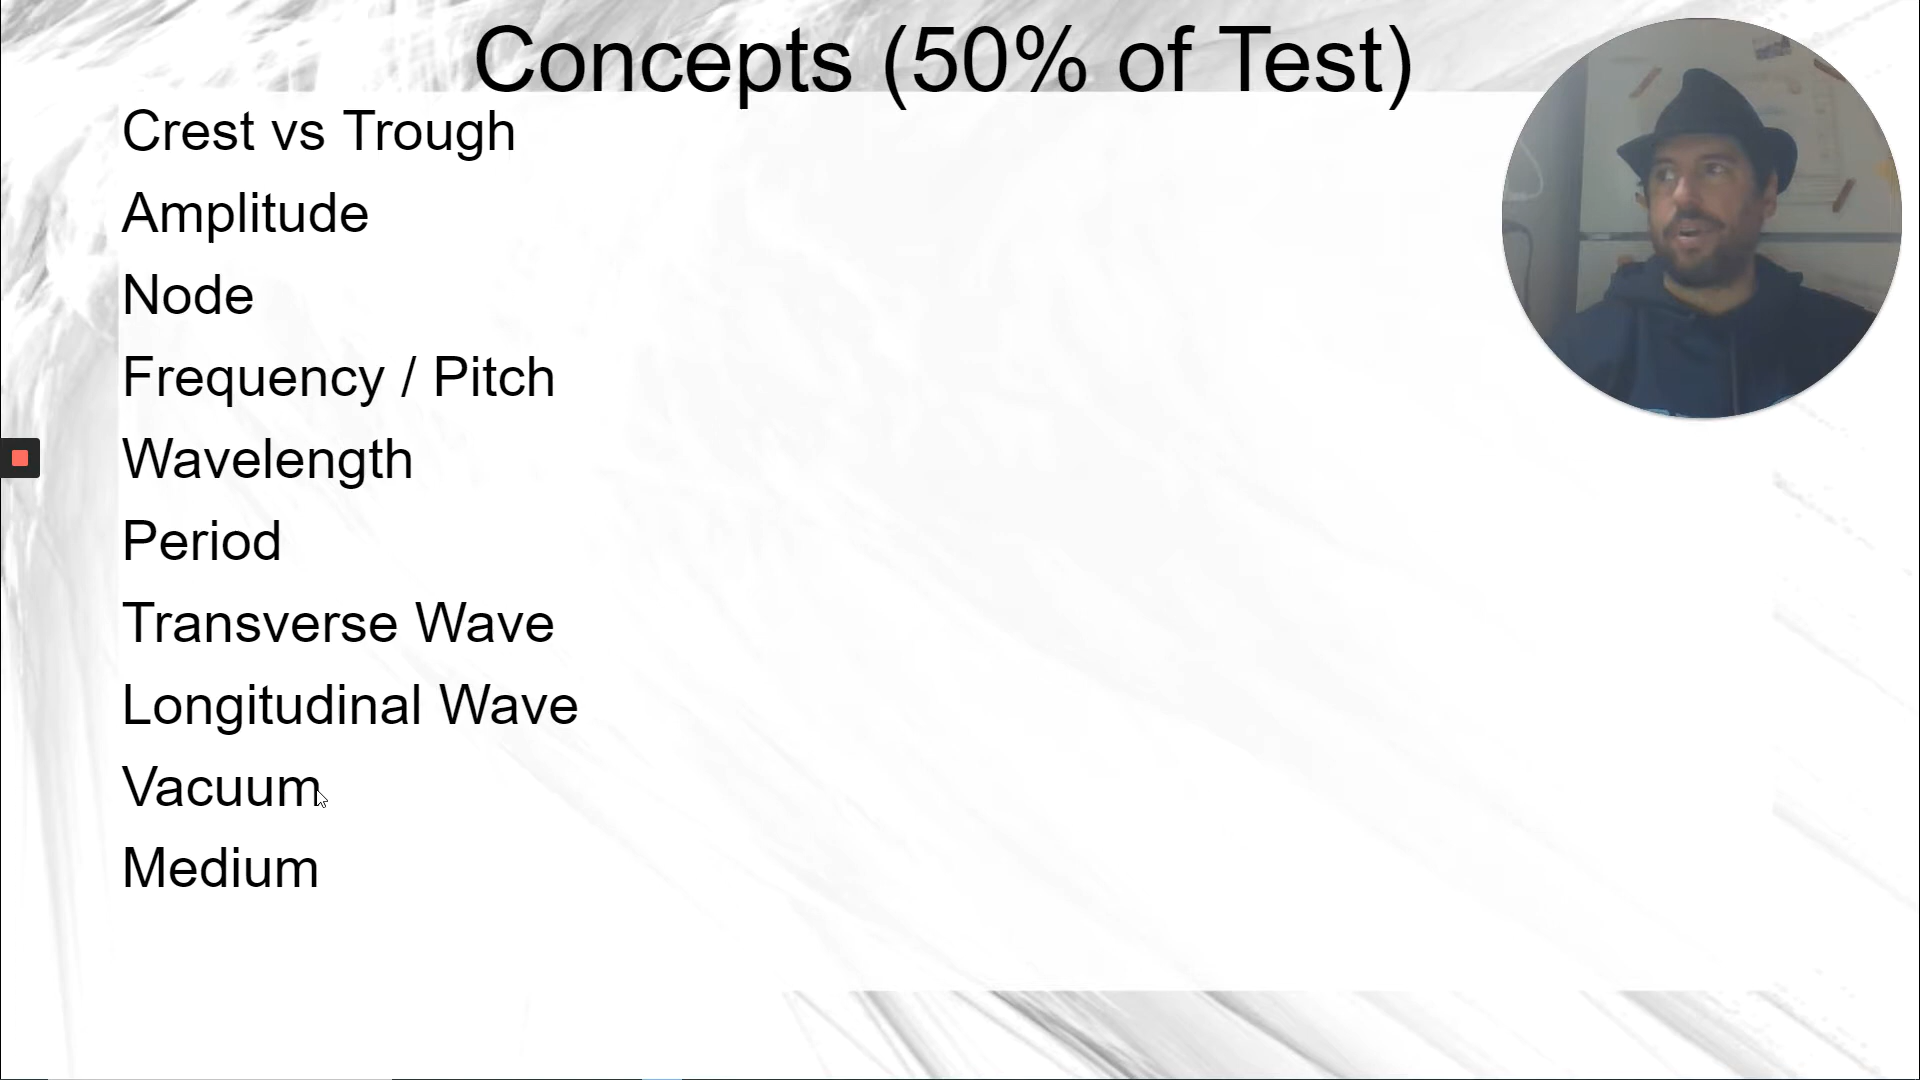 Concepts (50% of Test)
Crest vs Trough
Amplitude
Node
Frequency / Pitch
Wavelength
Period
Transverse Wave
Longitudinal Wave
Vacuum
Medium